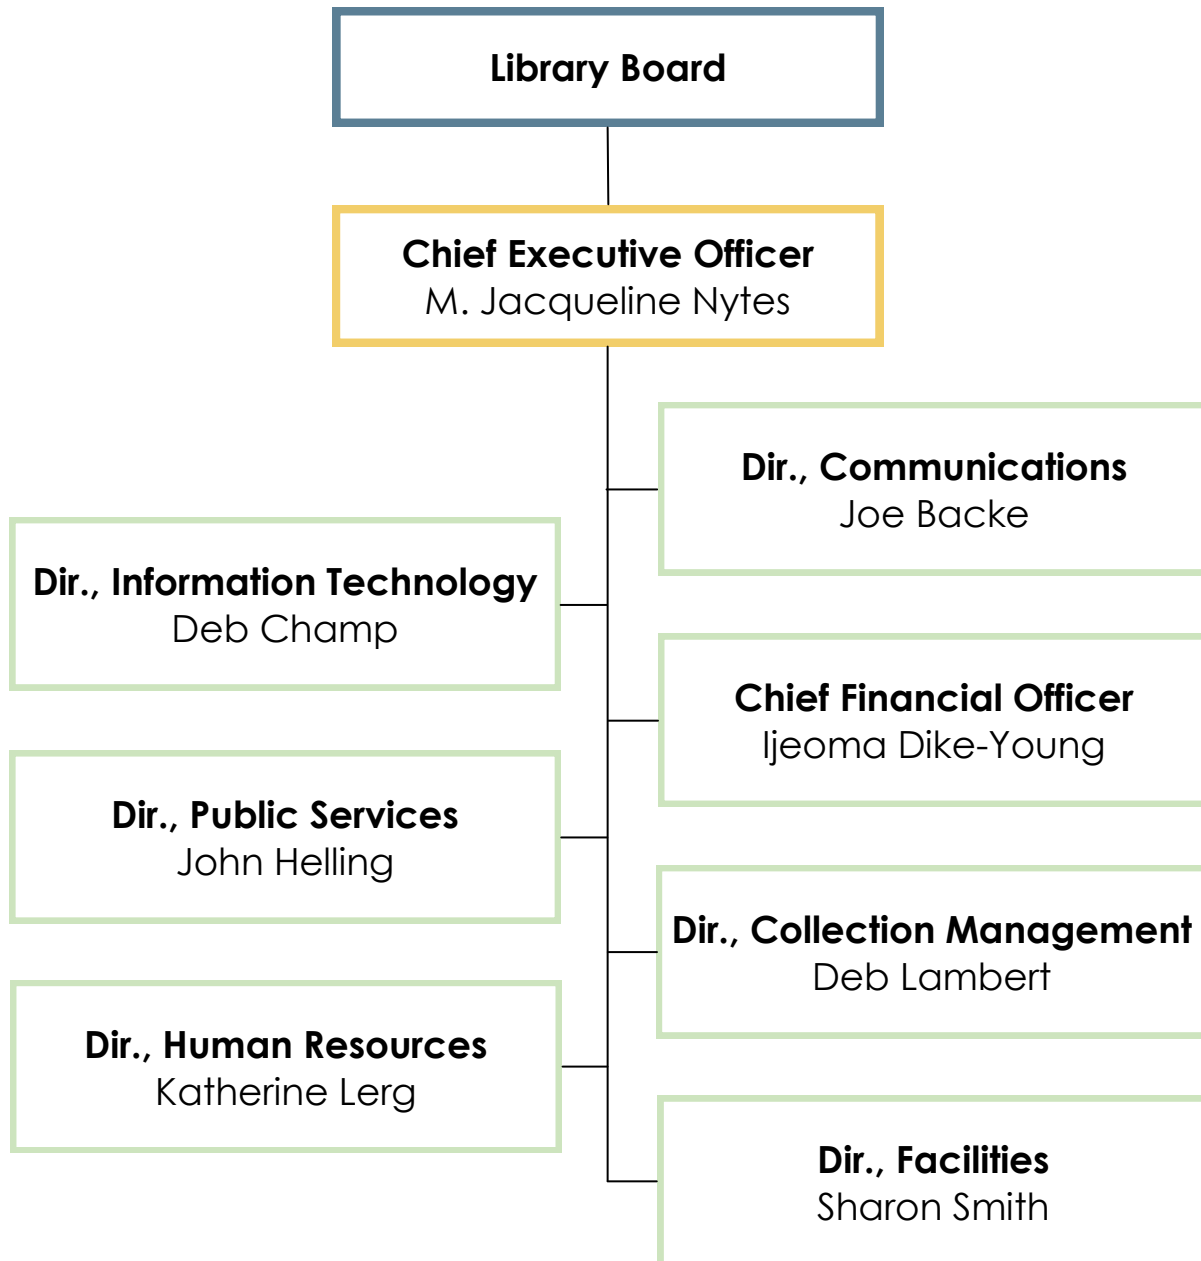 Library Board
Chief Executive Officer
M. Jacqueline Nytes
Dir., Communications
Joe Backe
Dir., Information Technology
Deb Champ
Chief Financial Officer
Ijeoma Dike-Young
Dir., Public Services
John Helling
Dir., Collection Management
Deb Lambert
Dir., Human Resources
Katherine Lerg
Dir., Facilities
Sharon Smith